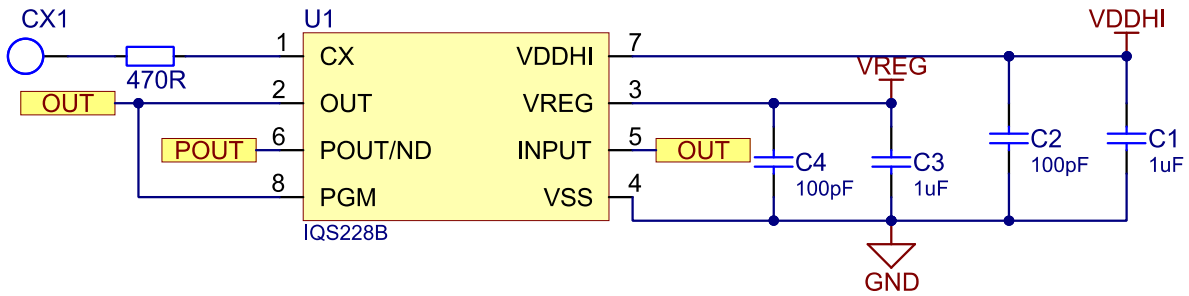 CX1
U1
VDDHI
1
CX
VDDHI
7
470R
VREG
OUT
2
OUT
VREG
3
POUT
6
POUT/ND
INPUT
5
OUT
C4
100pF
C3
1uF
C2
100pF
C1
1uF
8
PGM
VSS
4
IQS228B
GND